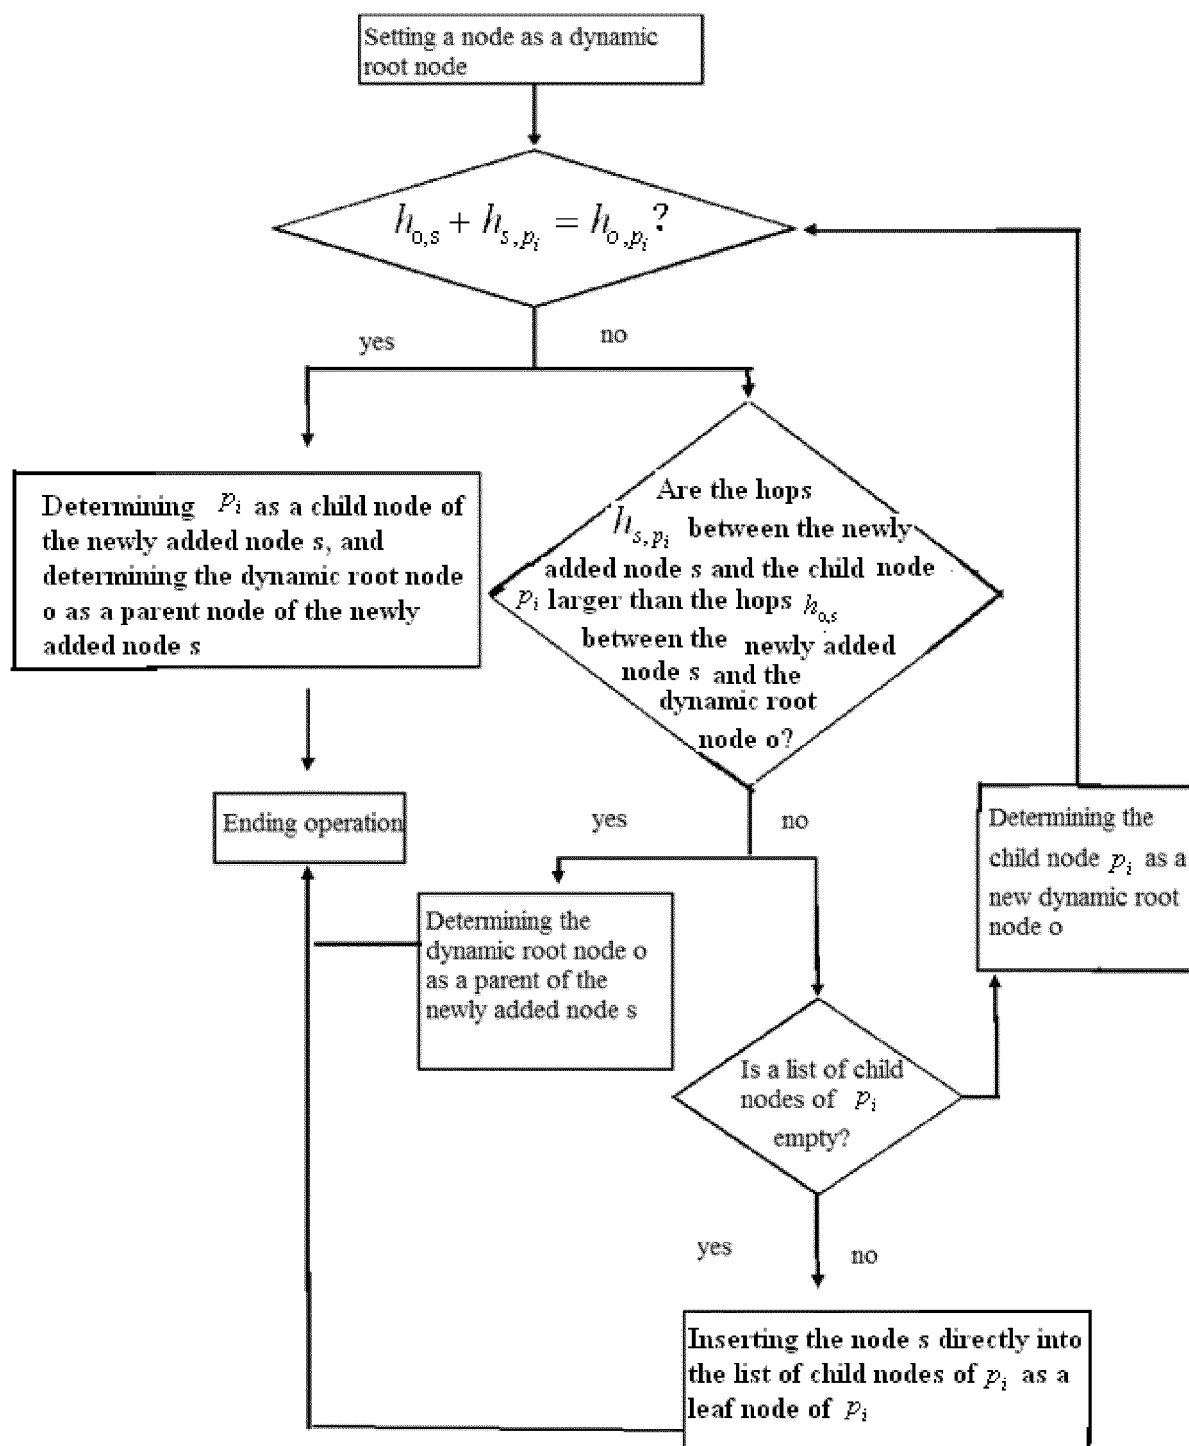 Setting a node as a dynamic
root node
h_{o,s} + h_{s,p_i} = h_{o,p_i}?
yes
no
Determining p_i as a child node of
the newly added node s, and
determining the dynamic root node
o as a parent node of the newly
added node s
Are the hops
h_{s,p_i} between the newly
added node s and the child node
p_i larger than the hops h_{o,s}
between the newly added
node s and the
dynamic root
node o?
Ending operation
yes
no
Determining the
child node p_i as a
new dynamic root
node o
Determining the
dynamic root node o
as a parent of the
newly added node s
Is a list of child
nodes of p_i
empty?
yes
no
Inserting the node s directly into
the list of child nodes of p_i as a
leaf node of p_i